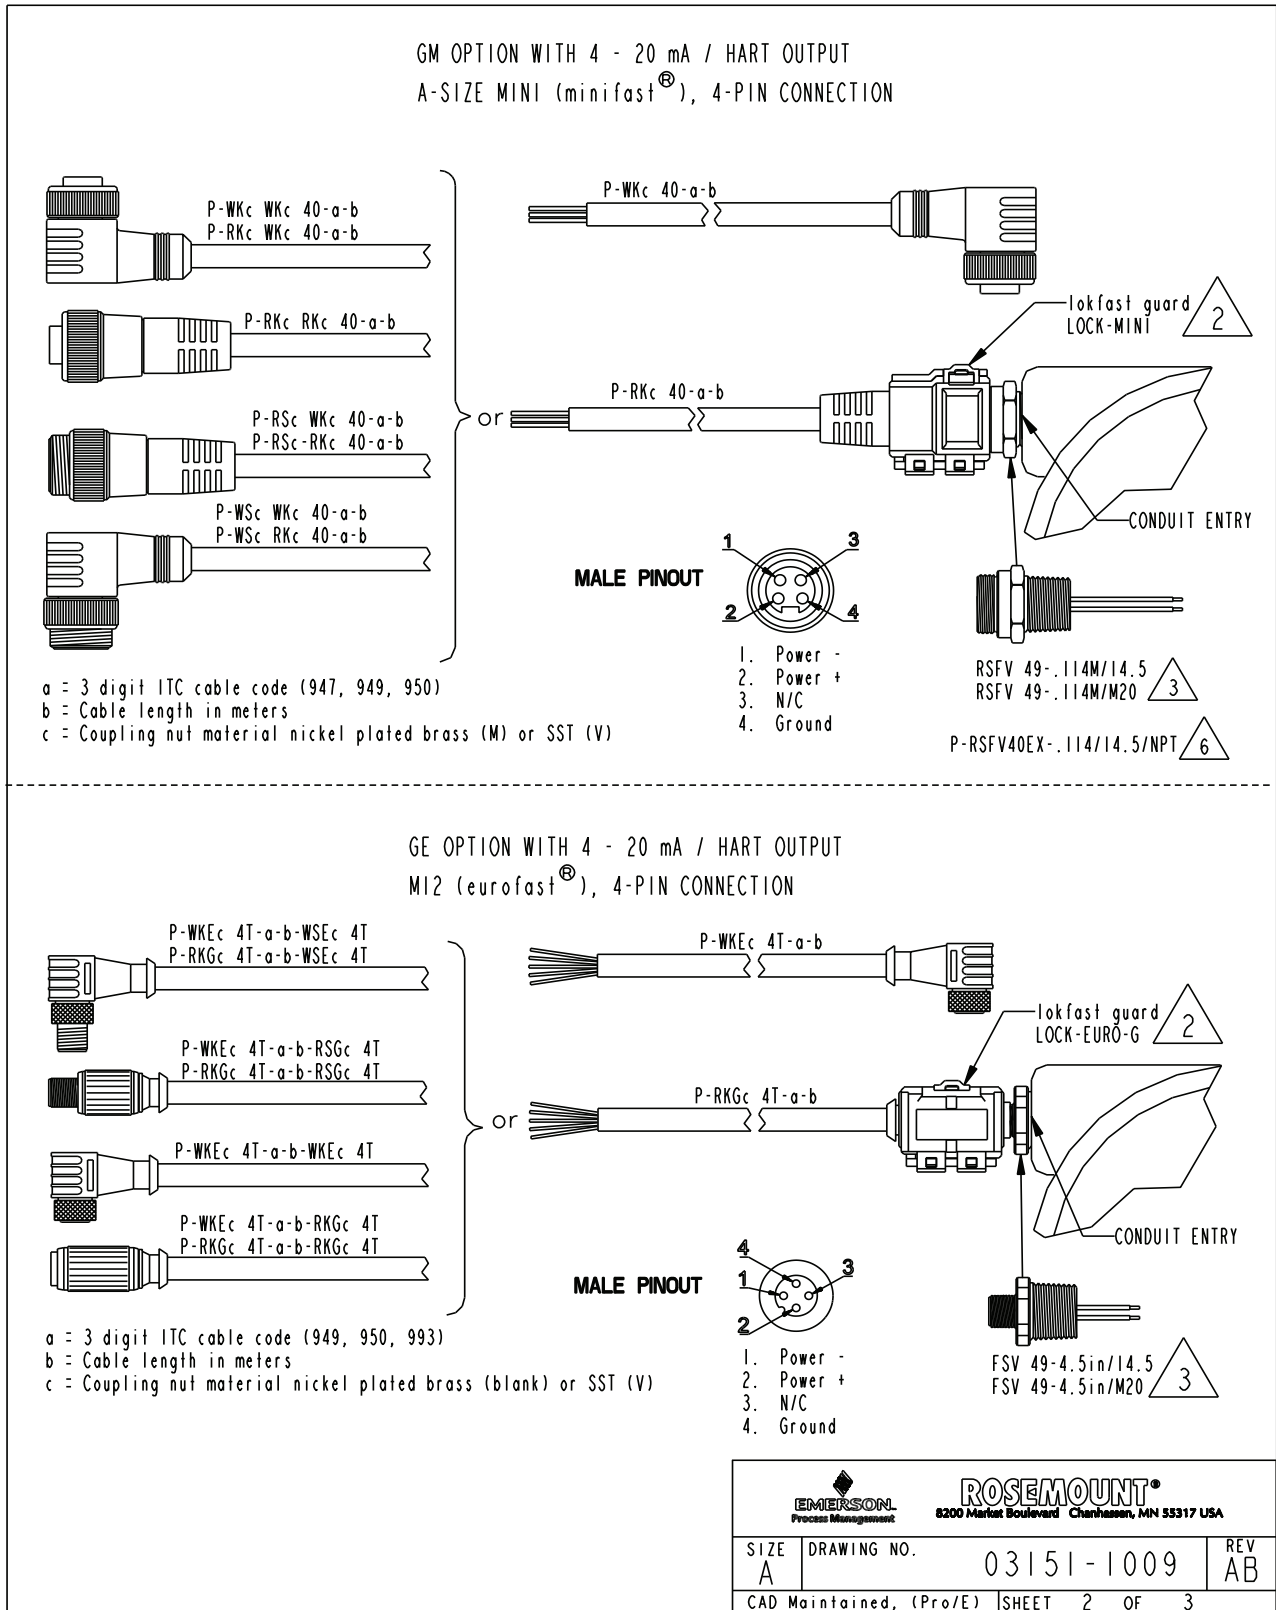 GM OPTION WITH 4 - 20 mA / HART OUTPUT
A-SIZE MINI (minifast®), 4-PIN CONNECTION
P-WKc WKc 40-a-b
P-RKc WKc 40-a-b
P-RKc RKc 40-a-b
P-RSc WKc 40-a-b
P-RSc-RKc 40-a-b
P-WSc WKc 40-a-b
P-WSc RKc 40-a-b
or
P-WKc 40-a-b
lokfast guard
LOCK-MINI
2
P-RKc 40-a-b
CONDUIT ENTRY
MALE PINOUT
1
3
2
4
1. Power -
2. Power +
3. N/C
4. Ground
RSFV 49-.114M/14.5
RSFV 49-.114M/M20
3
P-RSFV40EX-.114/14.5/NPT
6
a = 3 digit ITC cable code (947, 949, 950)
b = Cable length in meters
c = Coupling nut material nickel plated brass (M) or SST (V)
GE OPTION WITH 4 - 20 mA / HART OUTPUT
M12 (eurofast®), 4-PIN CONNECTION
P-WKEc 4T-a-b-WSEc 4T
P-RKGc 4T-a-b-WSEc 4T
P-WKEc 4T-a-b-RSGc 4T
P-RKGc 4T-a-b-RSGc 4T
P-WKEc 4T-a-b-WKEc 4T
P-WKEc 4T-a-b-RKGc 4T
P-RKGc 4T-a-b-RKGc 4T
or
P-WKEc 4T-a-b
lokfast guard
LOCK-EURO-G
2
P-RKGc 4T-a-b
CONDUIT ENTRY
MALE PINOUT
4
1
3
2
1. Power -
2. Power +
3. N/C
4. Ground
FSV 49-4.5in/14.5
FSV 49-4.5in/M20
3
a = 3 digit ITC cable code (949, 950, 993)
b = Cable length in meters
c = Coupling nut material nickel plated brass (blank) or SST (V)
EMERSON
Process Management
ROSEMOUNT®
8200 Market Boulevard Chanhassen, MN 55317 USA
SIZE
A
DRAWING NO.
03151-1009
REV
AB
CAD Maintained, (Pro/E)
SHEET 2 OF 3